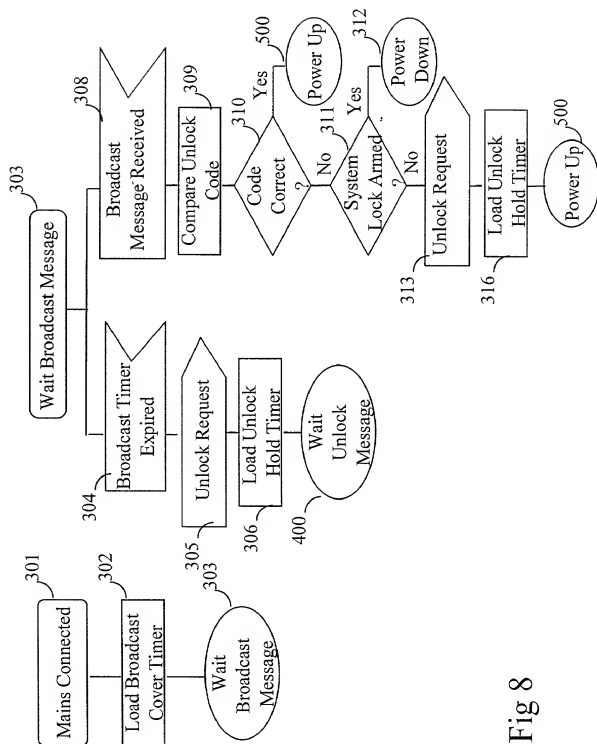 301
Mains Connected
302
Load Broadcast
Cover Timer
303
Wait
Broadcast
Message
303
Wait Broadcast Message
304
Broadcast Timer
Expired
305
Unlock Request
306
Load Unlock
Hold Timer
400
Wait
Unlock
Message
308
Broadcast
Message Received
309
Compare Unlock
Code
310
Code
Correct
?
Yes
500
Power Up
No
311
System
Lock Armed
?
Yes
312
Power
Down
No
313
Unlock Request
316
Load Unlock
Hold Timer
500
Power Up
Fig 8